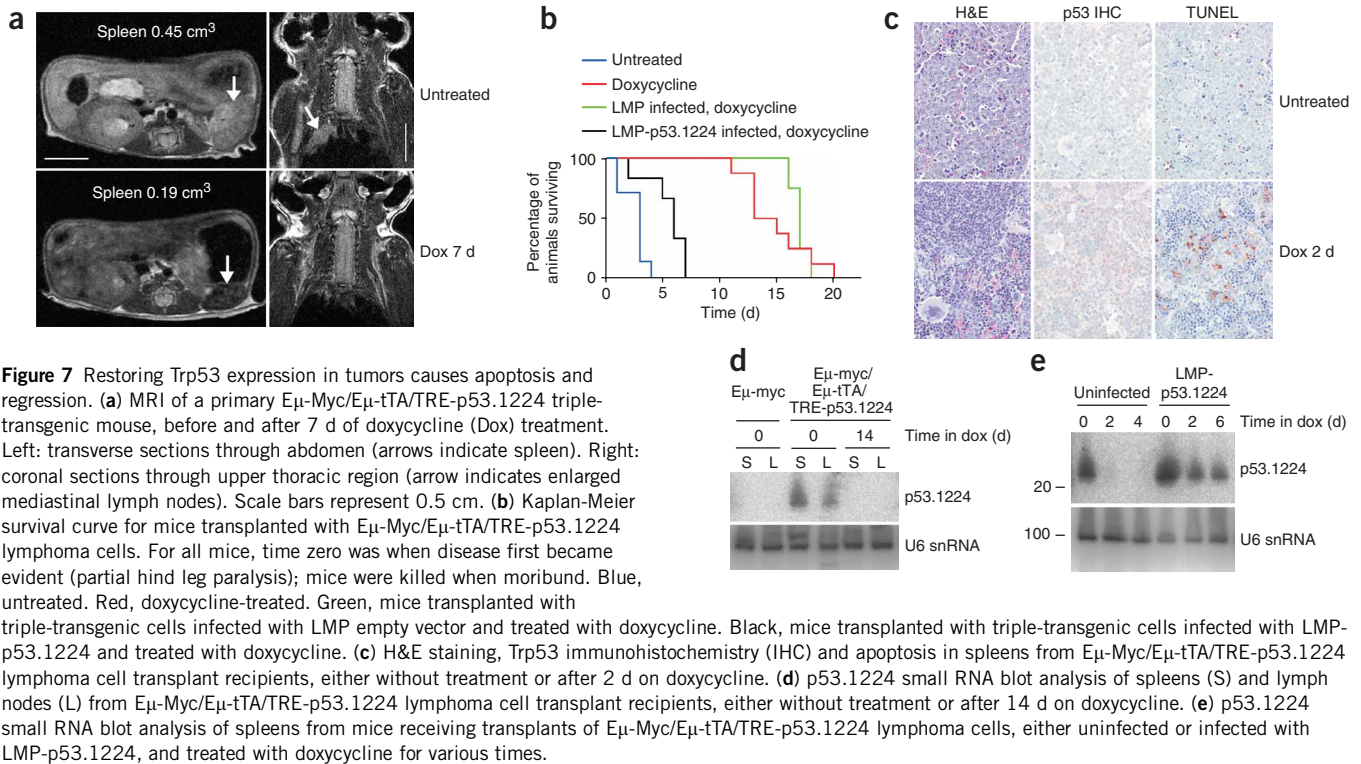 a
Spleen 0.45 cm³
Untreated
Spleen 0.19 cm³
Dox 7 d
b
Untreated
Doxycycline
LMP infected, doxycycline
LMP-p53.1224 infected, doxycycline
Percentage of
animals surviving
100
50
0
0 5 10 15 20
Time (d)
c
H&E p53 IHC TUNEL
Untreated
Dox 2 d
d
Eμ-myc
Eμ-myc/
Eμ-tTA/
TRE-p53.1224
0 0 14 Time in dox (d)
S L S L S L
p53.1224
U6 snRNA
e
Uninfected
LMP-
p53.1224
0 2 4 0 2 6 Time in dox (d)
p53.1224
20
100
U6 snRNA
Figure 7 Restoring Trp53 expression in tumors causes apoptosis and
regression. (a) MRI of a primary Eμ-Myc/Eμ-tTA/TRE-p53.1224 triple-
transgenic mouse, before and after 7 d of doxycycline (Dox) treatment.
Left: transverse sections through abdomen (arrows indicate spleen). Right:
coronal sections through upper thoracic region (arrow indicates enlarged
mediastinal lymph nodes). Scale bars represent 0.5 cm. (b) Kaplan-Meier
survival curve for mice transplanted with Eμ-Myc/Eμ-tTA/TRE-p53.1224
lymphoma cells. For all mice, time zero was when disease first became
evident (partial hind leg paralysis); mice were killed when moribund. Blue,
untreated. Red, doxycycline-treated. Green, mice transplanted with
triple-transgenic cells infected with LMP empty vector and treated with doxycycline. Black, mice transplanted with triple-transgenic cells infected with LMP-
p53.1224 and treated with doxycycline. (c) H&E staining, Trp53 immunohistochemistry (IHC) and apoptosis in spleens from Eμ-Myc/Eμ-tTA/TRE-p53.1224
lymphoma cell transplant recipients, either without treatment or after 2 d on doxycycline. (d) p53.1224 small RNA blot analysis of spleens (S) and lymph
nodes (L) from Eμ-Myc/Eμ-tTA/TRE-p53.1224 lymphoma cell transplant recipients, either without treatment or after 14 d on doxycycline. (e) p53.1224
small RNA blot analysis of spleens from mice receiving transplants of Eμ-Myc/Eμ-tTA/TRE-p53.1224 lymphoma cells, either uninfected or infected with
LMP-p53.1224, and treated with doxycycline for various times.